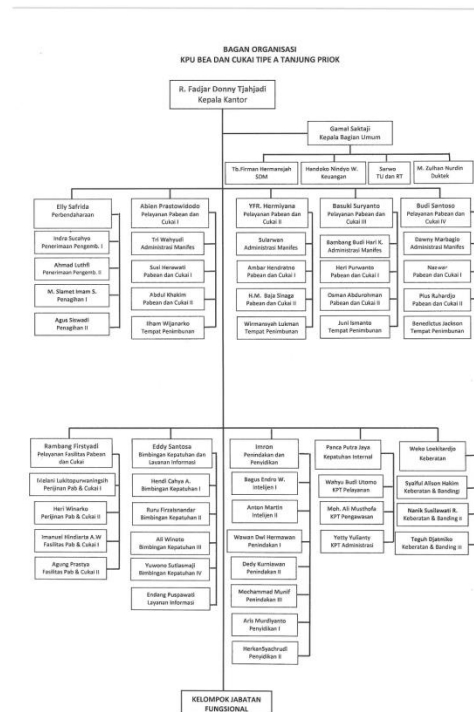 BAGAN ORGANISASI
KPU BEA DAN CUKAI TIPE A TANJUNG PRIOK
R. Fadjar Donny Tjahjadi
Kepala Kantor
Gamal Saktaji
Kepala Bagian Umum
Tb.Firman Hermansjah
SDM
Handoko Nindyo W.
Keuangan
Sarwo
TU dan RT
M. Zulhan Nurdin
Duktek
Elly Safrida
Perbendaharaan
Indra Sucahyo
Penerimaan Pengemb. I
Ahmad Luthfi
Penerimaan Pengemb. II
M. Slamet Imam S.
Penagihan I
Agus Siswadi
Penagihan II
Abien Prastowidodo
Pelayanan Pabean dan
Cukai I
Tri Wahyudi
Administrasi Manifes
Susi Herawati
Pabean dan Cukai I
Abdul Khakim
Pabean dan Cukai II
Ilham Wijanarko
Tempat Penimbunan
YFR. Hermiyana
Pelayanan Pabean dan
Cukai II
Sularwan
Administrasi Manifes
Ambar Hendratno
Pabean dan Cukai I
H.M. Baja Sinaga
Pabean dan Cukai II
Wirmansyah Lukman
Tempat Penimbunan
Basuki Suryanto
Pelayanan Pabean dan
Cukai III
Bambang Budi Hari K.
Administrasi Manifes
Heri Purwanto
Pabean dan Cukai I
Osman Abdurohman
Pabean dan Cukai II
Juni Ismanto
Tempat Penimbunan
Budi Santoso
Pelayanan Pabean dan
Cukai IV
Dawny Marbagio
Administrasi Manifes
Naswar
Pabean dan Cukai I
Pius Ruhardjo
Pabean dan Cukai II
Benedictus Jackson
Tempat Penimbunan
Rambang Firstyadi
Pelayanan Fasilitas Pabean
dan Cukai
Lukitopurwaningsih
Perijinan Pab & Cukai I
Heri Winarko
Perijinan Pab & Cukai II
Imanuel Hindiarto A.W
Fasilitas Pab & Cukai I
Agung Prastya
Fasilitas Pab & Cukai II
Eddy Santosa
Bimbingan Kepatuhan dan
Layanan Informasi
Hendi Cahya A.
Bimbingan Kepatuhan I
Ruru Firzatnandar
Bimbingan Kepatuhan II
Ali Winoto
Bimbingan Kepatuhan III
Yuwono Sutiasnaji
Bimbingan Kepatuhan IV
Endang Puspawati
Layanan Informasi
Imron
Penindakan dan
Penyidikan
Bagus Endro W.
Intelijen I
Anton Martin
Intelijen II
Wawan Dwi Hermawan
Penindakan I
Dedy Kurniawan
Penindakan II
Mochammad Munif
Penindakan III
Aris Murdiyanto
Penyidikan I
HerkanSyachrudi
Penyidikan II
Panca Putra Jaya
Kepatuhan Internal
Wahyu Budi Utomo
KPT Pelayanan
Moh. Ali Musthofa
KPT Pengawasan
Yetty Yulianty
KPT Administrasi
Weko Loekitardjo
Keberatan
Syaiful Alison Hakim
Keberatan & Banding
Nanik Susilawati R.
Keberatan & Banding II
Teguh Djatmiko
Keberatan & Banding
KELOMPOK JABATAN
FUNGSIONAL